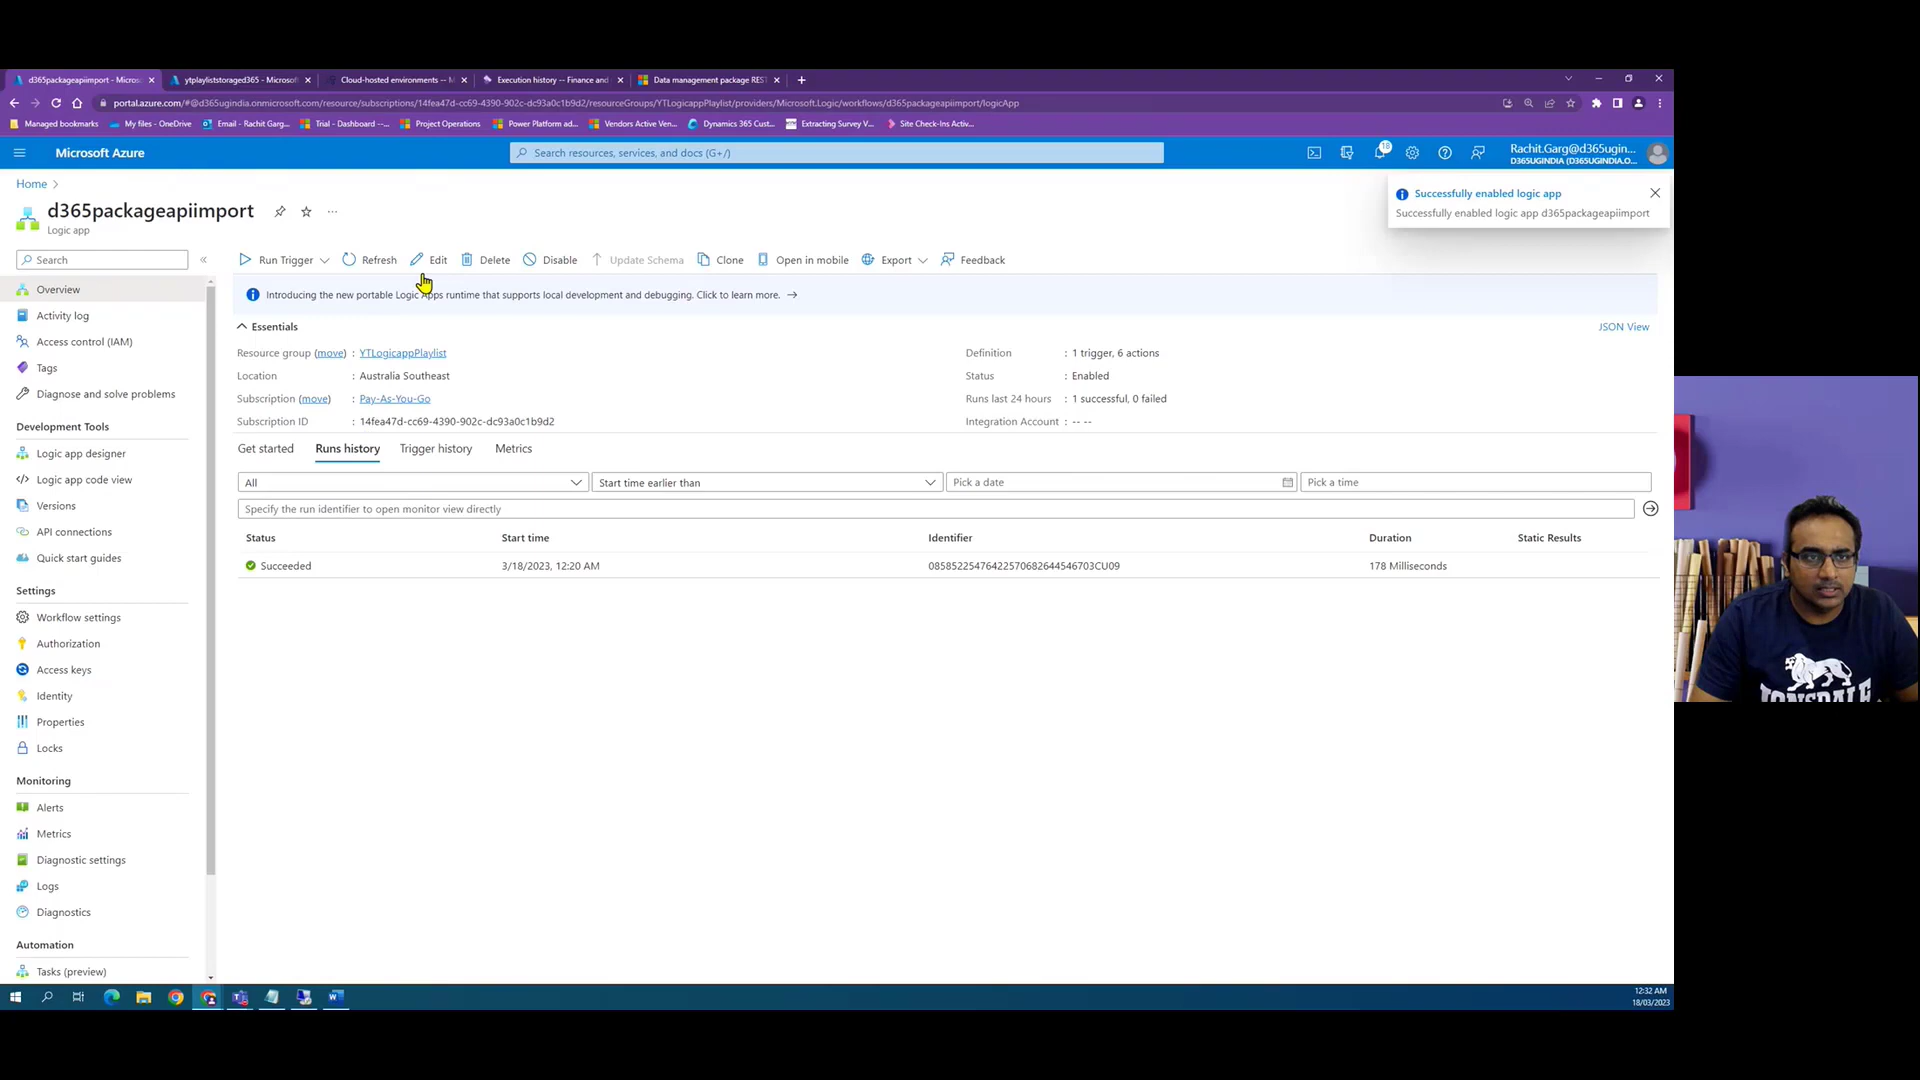 d365packageapiimport - Micros
ytplayliststoraged365 - Microsof
Cloud-hosted environments -- M
Execution history -- Finance and
Data management package RES
portal.azure.com/#@d365ugindia.onmicrosoft.com/resource/subscriptions/14fea47d-cc69-4390-902c-dc93a0c1b9d2/resourceGroups/YTLogicappPlaylist/providers/Microsoft.Logic/workflows/d365packageapiimport/logicApp
Managed bookmarks
My files - OneDrive
Email - Rachit Garg...
Trial - Dashboard --...
Project Operations
Power Platform ad...
Vendors Active Ven...
Dynamics 365 Cust...
Extracting Survey V...
Site Check-Ins Activ...
Microsoft Azure
Search resources, services, and docs (G+/)
18
Rachit.Garg@d365ugin...
D365UGINDIA (D365UGINDIA.O...
Home
Successfully enabled logic app
Successfully enabled logic app d365packageapiimport
d365packageapiimport
Logic app
Search
Run Trigger
Refresh
Edit
Delete
Disable
Update Schema
Clone
Open in mobile
Export
Feedback
Introducing the new portable Logic Apps runtime that supports local development and debugging. Click to learn more.
Overview
Activity log
Access control (IAM)
Tags
Diagnose and solve problems
Development Tools
Logic app designer
Logic app code view
Versions
API connections
Quick start guides
Settings
Workflow settings
Authorization
Access keys
Identity
Properties
Locks
Monitoring
Alerts
Metrics
Diagnostic settings
Logs
Diagnostics
Automation
Tasks (preview)
Essentials
JSON View
Resource group (move) : YTLogicappPlaylist
Location : Australia Southeast
Subscription (move) : Pay-As-You-Go
Subscription ID : 14fea47d-cc69-4390-902c-dc93a0c1b9d2
Definition : 1 trigger, 6 actions
Status : Enabled
Runs last 24 hours : 1 successful, 0 failed
Integration Account : -- --
Get started
Runs history
Trigger history
Metrics
All
Start time earlier than
Pick a date
Pick a time
Specify the run identifier to open monitor view directly
Status Start time Identifier Duration Static Results
Succeeded 3/18/2023, 12:20 AM 08585225476422570682644546703CU09 178 Milliseconds
12:32 AM
18/03/2023
LONSDALE